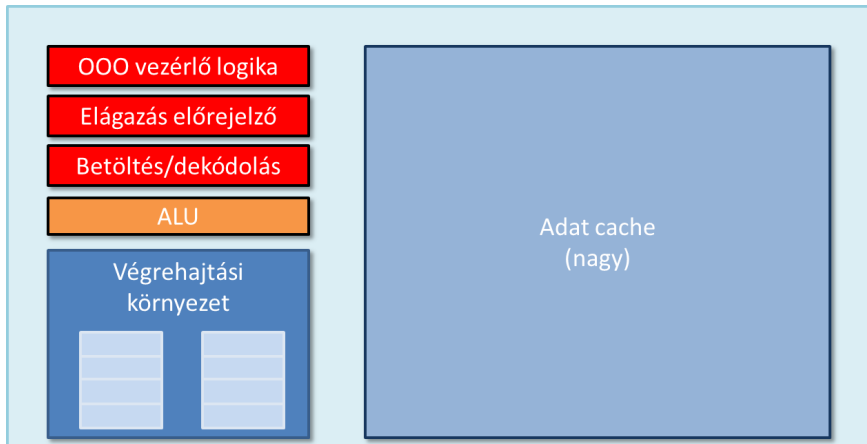 OOO vezérlő logika
Elágazás előrejelző
Betöltés/dekódolás
ALU
Végrehajtási
környezet
Adat cache
(nagy)